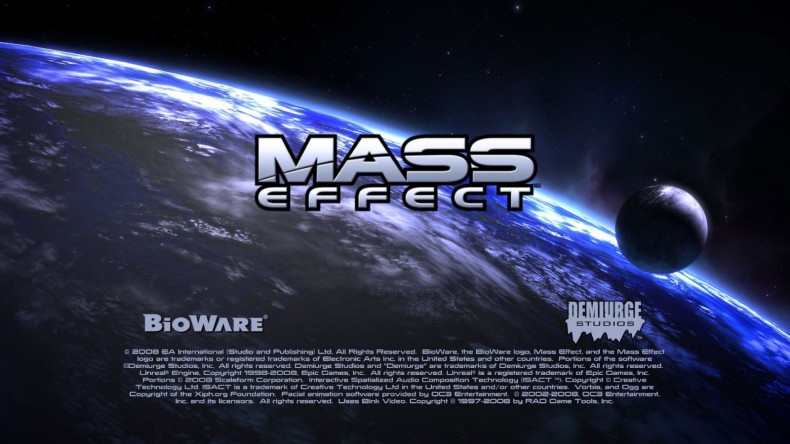 MASS
EFFECT™
BIOWARE®
DEMIURGE
STUDIOS™
© 2008 EA International (Studio and Publishing) Ltd. All Rights Reserved. BioWare, the BioWare logo, Mass Effect, and the Mass Effect
logo are trademarks or registered trademarks of Electronic Arts Inc. in the United States and other countries. Portions of the software
©Demiurge Studios, Inc. All rights reserved. Demiurge Studios and "Demiurge" are trademarks of Demiurge Studios, Inc. All rights reserved.
Unreal® Engine, Copyright 1998-2008, Epic Games, Inc. All rights reserved. Unreal® is a registered trademark of Epic Games, Inc.
Portions © 2008 Scaleform Corporation. Interactive Spatialized Audio Composition Technology (ISACT ™). Copyright © Creative
Technology Ltd. ISACT is a trademark of Creative Technology Ltd in the United States and/or other countries. Vorbis, and Ogg are
Copyright of the Xiph.org Foundation. Facial animation software provided by OC3 Entertainment. © 2002-2008, OC3 Entertainment,
Inc. and its licensors. All rights reserved. Uses Bink Video. Copyright © 1997-2008 by RAD Game Tools, Inc.